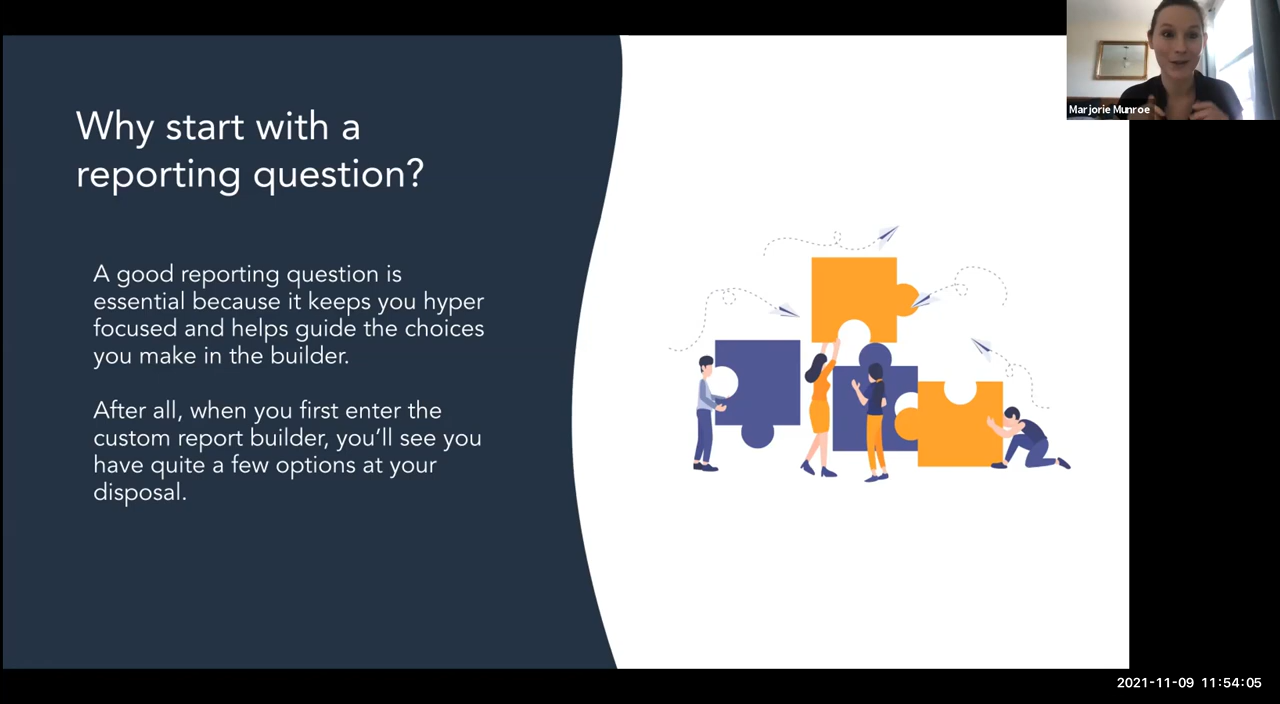 Why start with a
reporting question?
A good reporting question is
essential because it keeps you hyper
focused and helps guide the choices
you make in the builder.
After all, when you first enter the
custom report builder, you’ll see you
have quite a few options at your
disposal.
Marjorie Munroe
2021-11-09 11:54:05